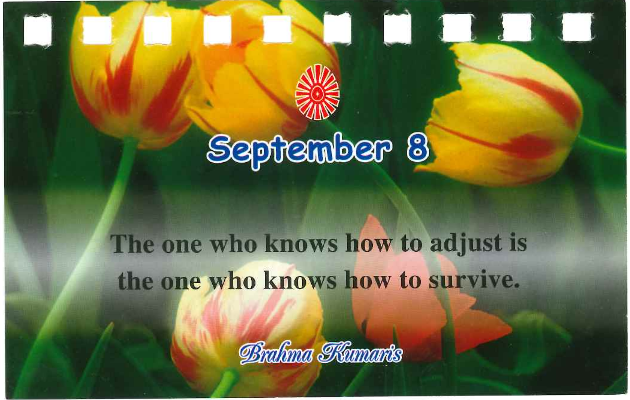 September 8
The one who knows how to adjust is
the one who knows how to survive.
Brahma Kumaris